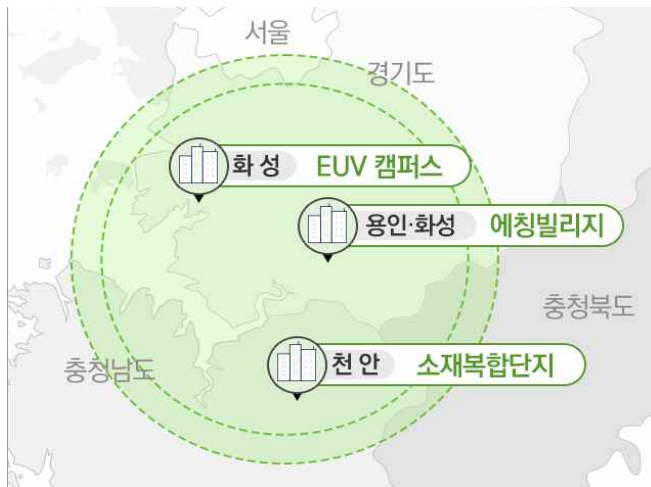 서울
경기도
화성 EUV 캠퍼스
용인·화성 에칭빌리지
충청북도
충청남도
천안 소재복합단지